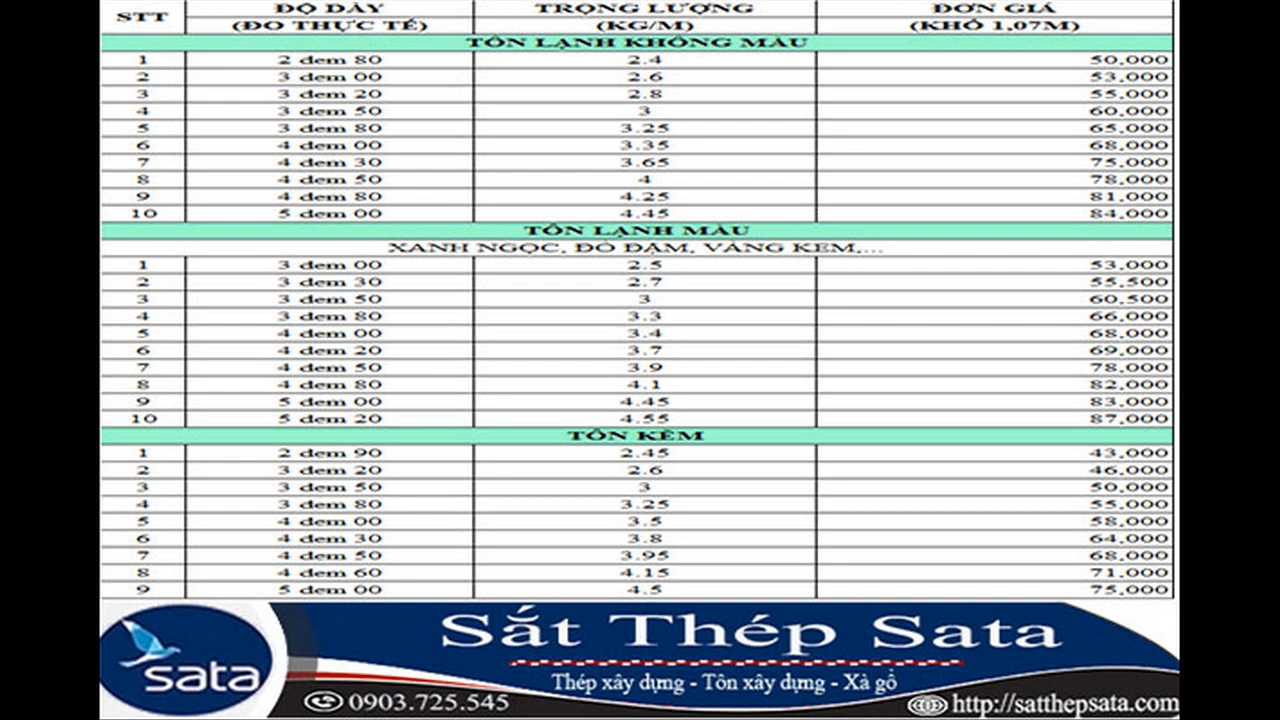 STT ĐỘ DÀY TRỌNG LƯỢNG ĐƠN GIÁ
(ĐO THỰC TẾ) (KG/M) (KHỔ 1,07M)
TÔN LẠNH KHÔNG MÀU
1 2 dem 80 2.4 50,000
2 3 dem 00 2.6 53,000
3 3 dem 20 2.8 55,000
4 3 dem 50 3 60,000
5 3 dem 80 3.25 65,000
6 4 dem 00 3.35 68,000
7 4 dem 30 3.65 75,000
8 4 dem 50 4 78,000
9 4 dem 80 4.25 81,000
10 5 dem 00 4.45 84,000
TÔN LẠNH MÀU
XANH NGỌC, ĐỎ ĐẬM, VÀNG KEM,...
1 3 dem 00 2.5 53,000
2 3 dem 30 2.7 55,500
3 3 dem 50 3 60,500
4 3 dem 80 3.3 66,000
5 4 dem 00 3.4 68,000
6 4 dem 20 3.7 69,000
7 4 dem 50 3.9 78,000
8 4 dem 80 4.1 82,000
9 5 dem 00 4.45 83,000
10 5 dem 20 4.55 87,000
TÔN KẼM
1 2 dem 90 2.45 43,000
2 3 dem 20 2.6 46,000
3 3 dem 50 3 50,000
4 3 dem 80 3.25 55,000
5 4 dem 00 3.5 58,000
6 4 dem 30 3.8 64,000
7 4 dem 50 3.95 68,000
8 4 dem 60 4.15 71,000
9 5 dem 00 4.5 75,000
sata
Sắt Thép Sata
Thép xây dựng - Tôn xây dựng - Xà gồ
0903.725.545
http://satthepsata.com